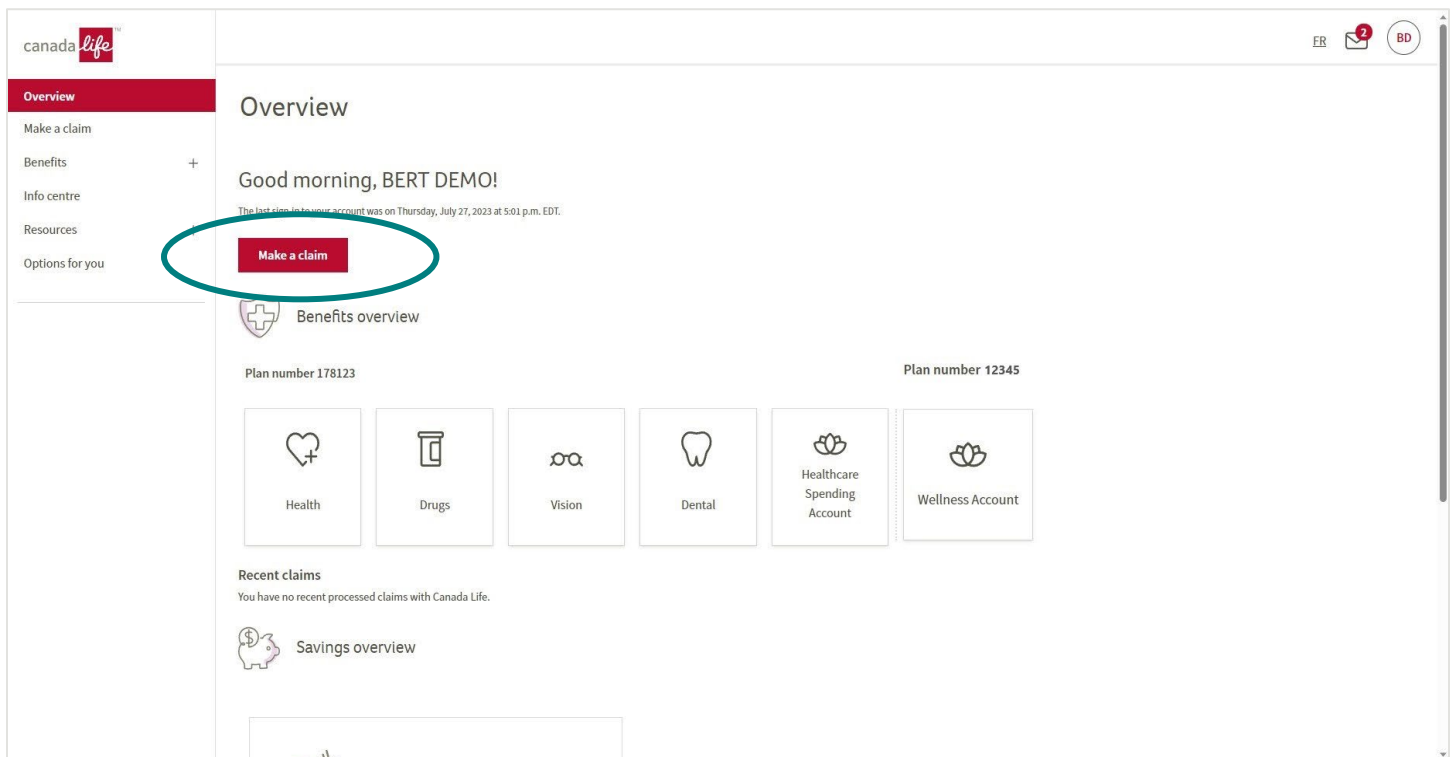 canada life™
FR
2
BD
Overview
Make a claim
Benefits +
Info centre
Resources +
Options for you
Overview
Good morning, BERT DEMO!
The last sign-in to your account was on Thursday, July 27, 2023 at 5:01 p.m. EDT.
Make a claim
Benefits overview
Plan number 178123
Plan number 12345
Health
Drugs
Vision
Dental
Healthcare
Spending
Account
Wellness Account
Recent claims
You have no recent processed claims with Canada Life.
Savings overview